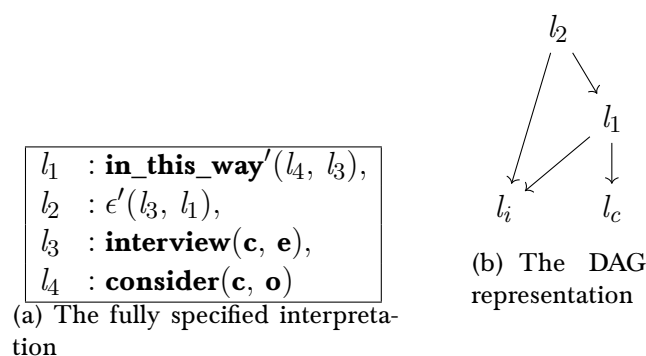 l₁ : in_this_way′(l₄, l₃),
l₂ : ϵ′(l₃, l₁),
l₃ : interview(c, e),
l₄ : consider(c, o)
(a) The fully specified interpreta-
tion
l₂
l₁
lᵢ l_c
(b) The DAG
representation